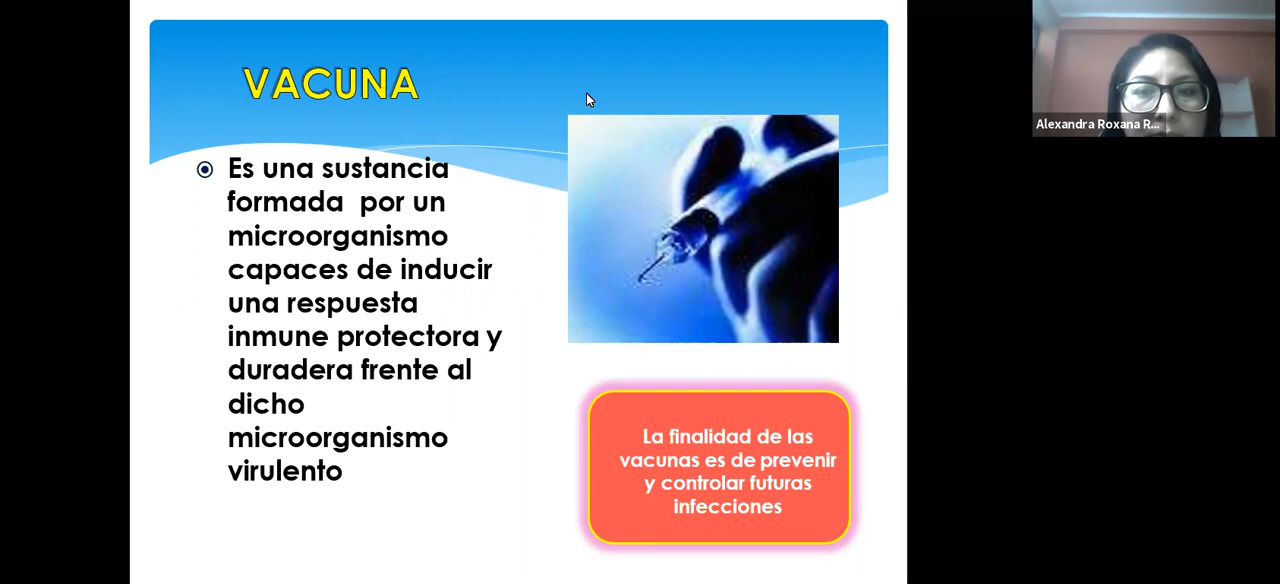 VACUNA
Es una sustancia
formada por un
microorganismo
capaces de inducir
una respuesta
inmune protectora y
duradera frente al
dicho
microorganismo
virulento
La finalidad de las
vacunas es de prevenir
y controlar futuras
infecciones
Alexandra Roxana R...